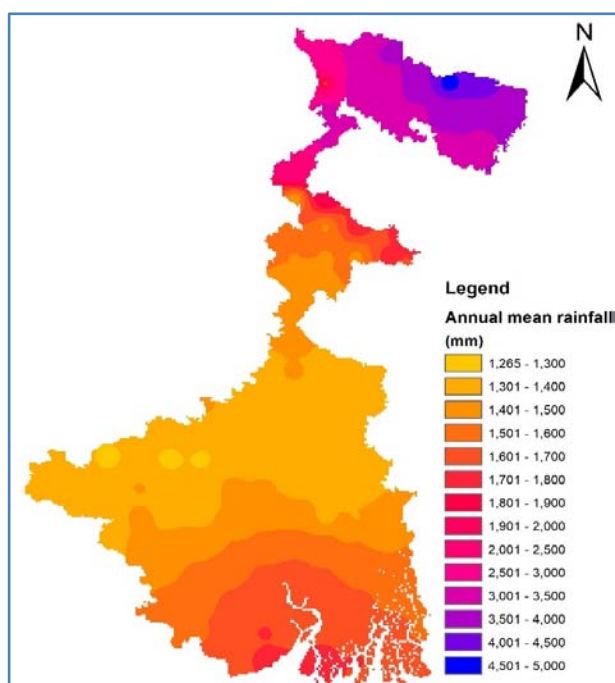 N
Legend
Annual mean rainfall
(mm)
1,265 - 1,300
1,301 - 1,400
1,401 - 1,500
1,501 - 1,600
1,601 - 1,700
1,701 - 1,800
1,801 - 1,900
1,901 - 2,000
2,001 - 2,500
2,501 - 3,000
3,001 - 3,500
3,501 - 4,000
4,001 - 4,500
4,501 - 5,000